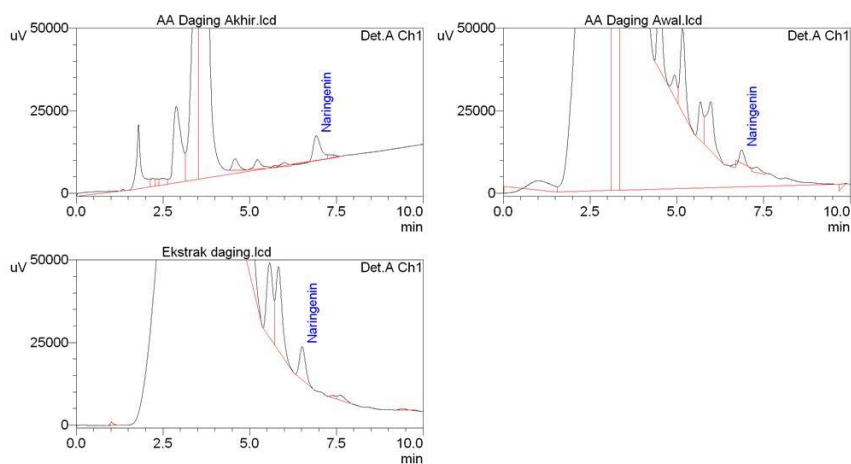 AA Daging Akhir.lcd
uV
50000
Det.A Ch1
Naringenin
25000
0
0.0 2.5 5.0 7.5 10.0
min
AA Daging Awal.lcd
uV
50000
Det.A Ch1
Naringenin
25000
0
0.0 2.5 5.0 7.5 10.0
min
Ekstrak daging.lcd
uV
50000
Det.A Ch1
Naringenin
25000
0
0.0 2.5 5.0 7.5 10.0
min